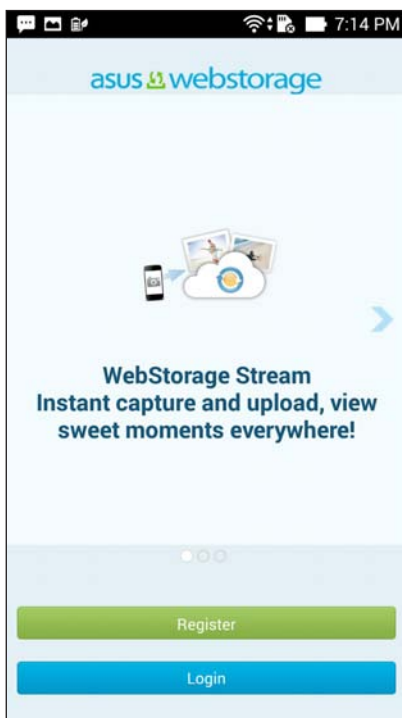 7:14 PM
asus webstorage
WebStorage Stream
Instant capture and upload, view
sweet moments everywhere!
Register
Login